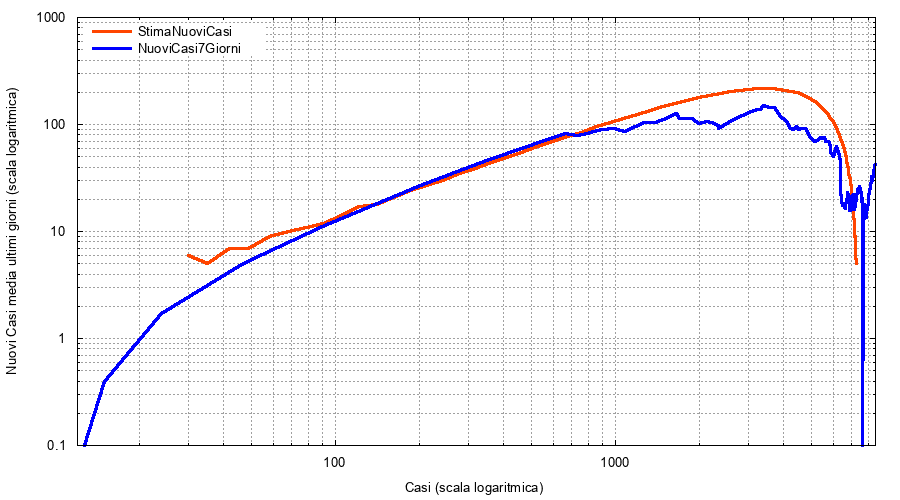 1000
StimaNuoviCasi
NuoviCasi7Giorni
100
10
1
0.1
Nuovi Casi media ultimi giorni (scala logaritmica)
100
1000
Casi (scala logaritmica)